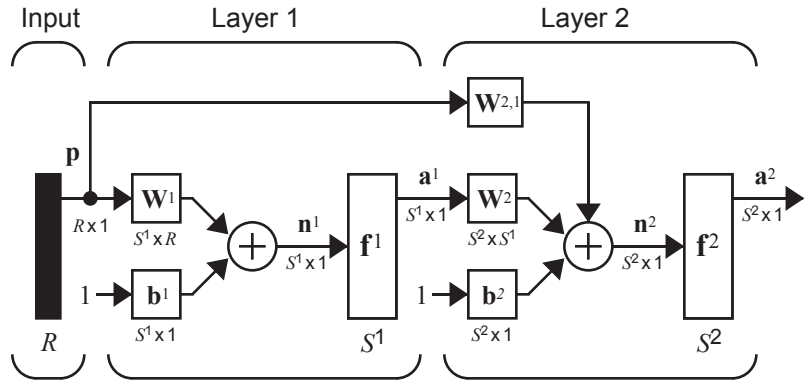 Input Layer 1 Layer 2
W2,1
p a1 a2
W1 n1 W2 n2
R x 1 S1 x 1 S2 x 1
S1 x R f1 S2 x S1 f2
S1 x 1 S2 x 1
1 b1 1 b2
S1 x 1 S2 x 1
R S1 S2